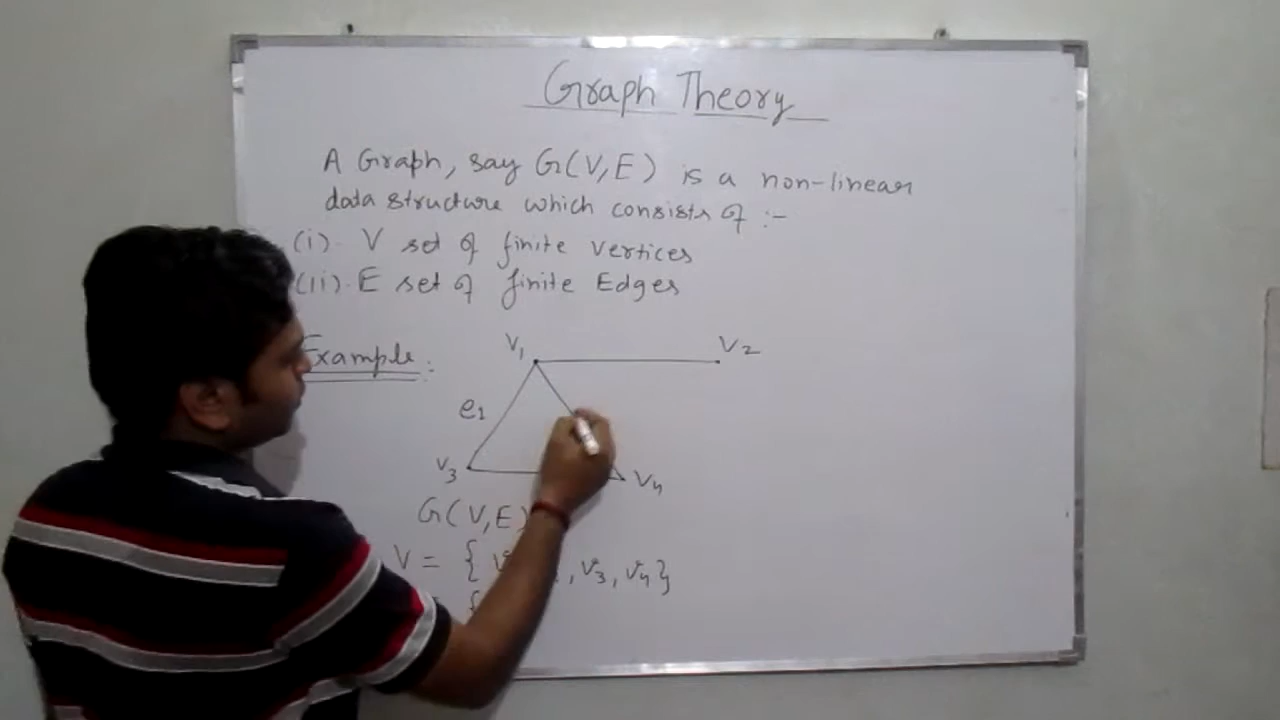 Graph Theory
A Graph, say G(V,E) is a non-linear
data structure which consists of :-
(i). V set of finite vertices
(ii). E set of finite Edges
Example:
V1 V2
e1
V3 V4
G(V,E)
V = { , v3, v4}
{